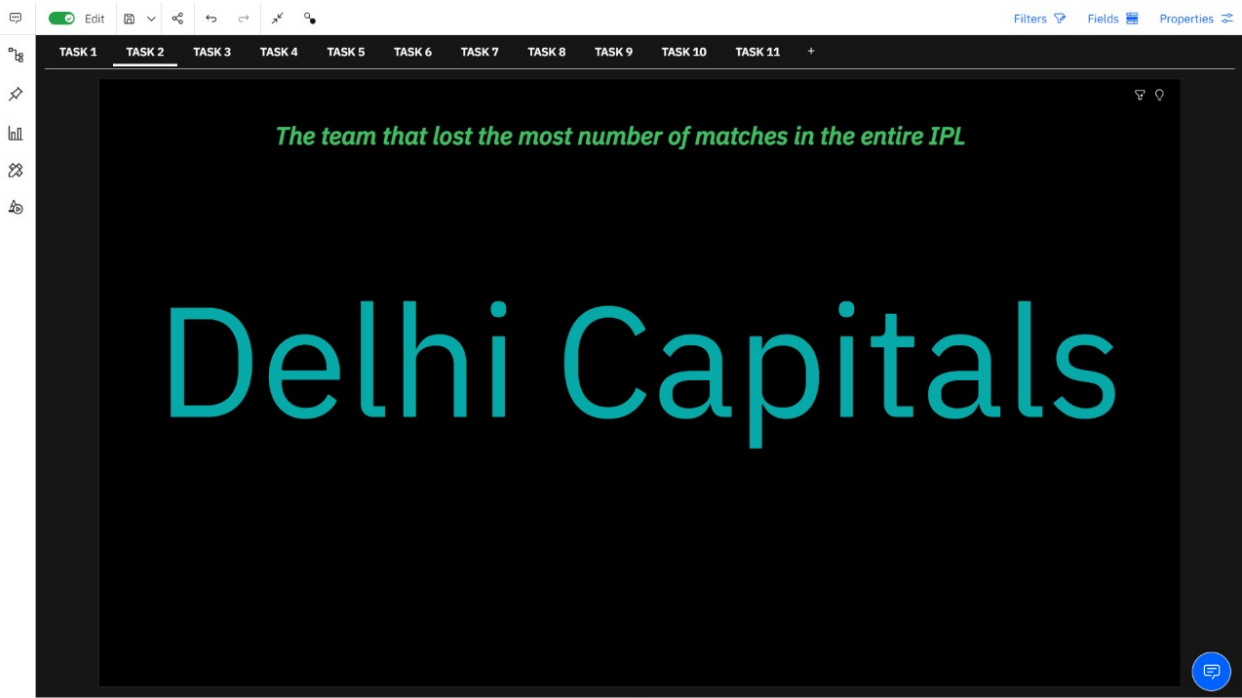 Edit
Filters
Fields
Properties
TASK 1 TASK 2 TASK 3 TASK 4 TASK 5 TASK 6 TASK 7 TASK 8 TASK 9 TASK 10 TASK 11 +
The team that lost the most number of matches in the entire IPL
Delhi Capitals